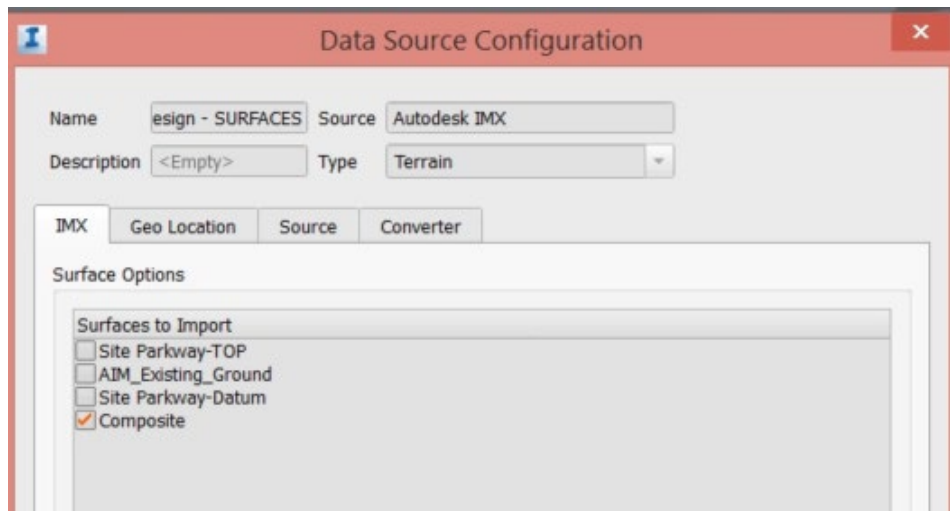 Data Source Configuration
Name esign - SURFACES Source Autodesk IMX
Description <Empty> Type Terrain
IMX Geo Location Source Converter
Surface Options
Surfaces to Import
Site Parkway-TOP
AIM_Existing_Ground
Site Parkway-Datum
Composite